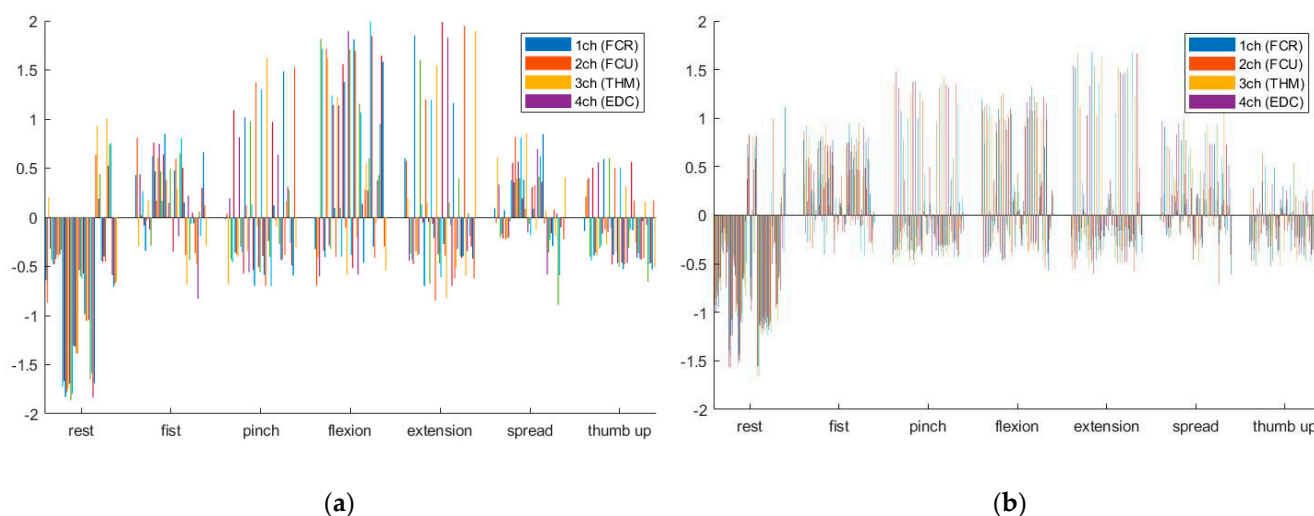 2
1.5
1
0.5
0
-0.5
-1
-1.5
-2
1ch (FCR)
2ch (FCU)
3ch (THM)
4ch (EDC)
rest fist pinch flexion extension spread thumb up
(a)
2
1.5
1
0.5
0
-0.5
-1
-1.5
-2
1ch (FCR)
2ch (FCU)
3ch (THM)
4ch (EDC)
rest fist pinch flexion extension spread thumb up
(b)